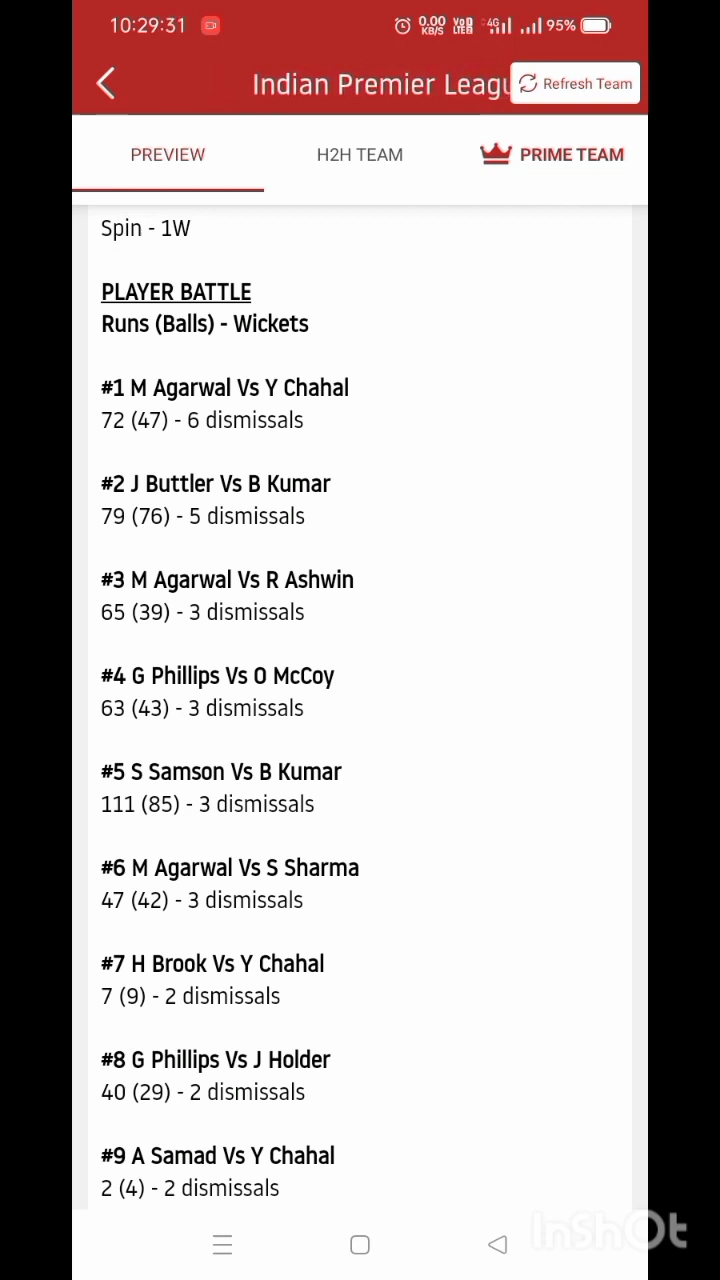 10:29:31 0.00 KB/S VoD LTEB 4G 95%
Indian Premier Leagu Refresh Team
PREVIEW H2H TEAM PRIME TEAM
Spin - 1W
PLAYER BATTLE
Runs (Balls) - Wickets
#1 M Agarwal Vs Y Chahal
72 (47) - 6 dismissals
#2 J Buttler Vs B Kumar
79 (76) - 5 dismissals
#3 M Agarwal Vs R Ashwin
65 (39) - 3 dismissals
#4 G Phillips Vs O McCoy
63 (43) - 3 dismissals
#5 S Samson Vs B Kumar
111 (85) - 3 dismissals
#6 M Agarwal Vs S Sharma
47 (42) - 3 dismissals
#7 H Brook Vs Y Chahal
7 (9) - 2 dismissals
#8 G Phillips Vs J Holder
40 (29) - 2 dismissals
#9 A Samad Vs Y Chahal
2 (4) - 2 dismissals
InShOt